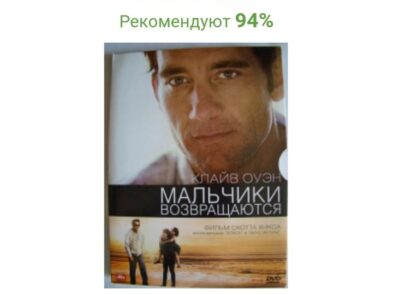 Рекомендуют 94%
КЛАЙВ ОУЭН
МАЛЬЧИКИ
ВОЗВРАЩАЮТСЯ
ФИЛЬМ СКОТТА ХИКСА
DVD